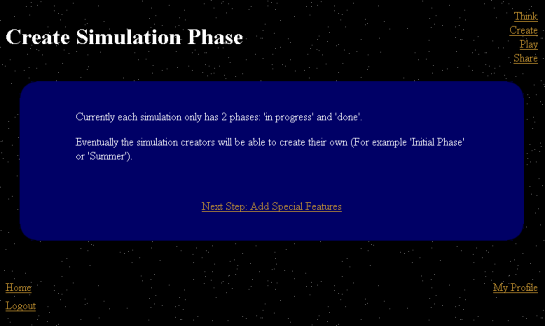 Think
Create
Play
Share
Create Simulation Phase
Currently each simulation only has 2 phases: 'in progress' and 'done'.
Eventually the simulation creators will be able to create their own (For example 'Initial Phase'
or 'Summer').
Next Step: Add Special Features
Home
My Profile
Logout